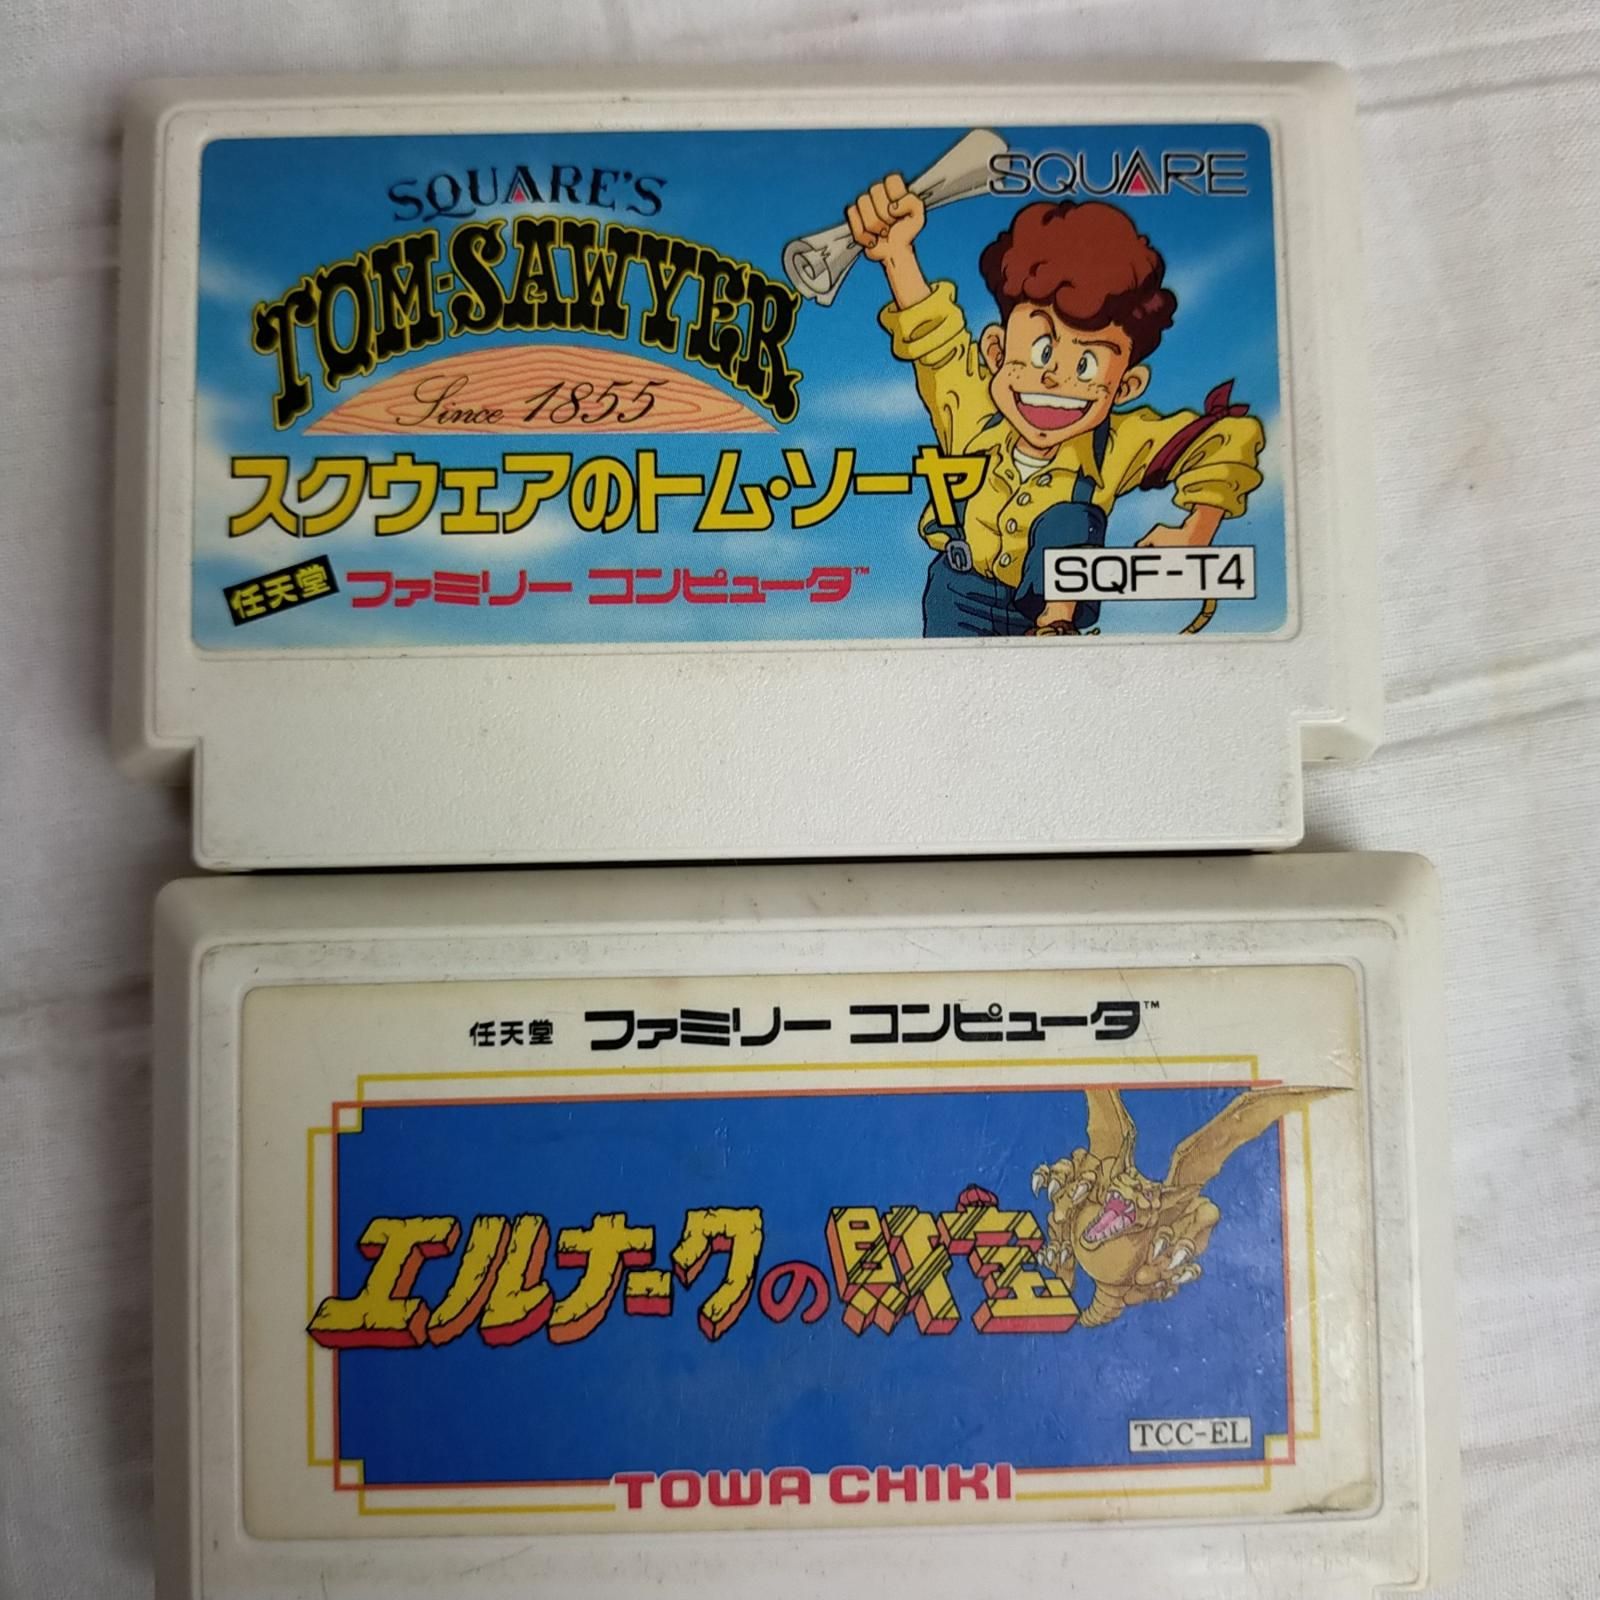 SQUARE'S
SQUARE
TOM·SAWYER
Since 1855
スクウェアのトム・ソーヤ
任天堂 ファミリー コンピュータ™
SQF-T4
任天堂 ファミリー コンピュータ™
エルナークの財宝
TCC-EL
TOWA CHIKI